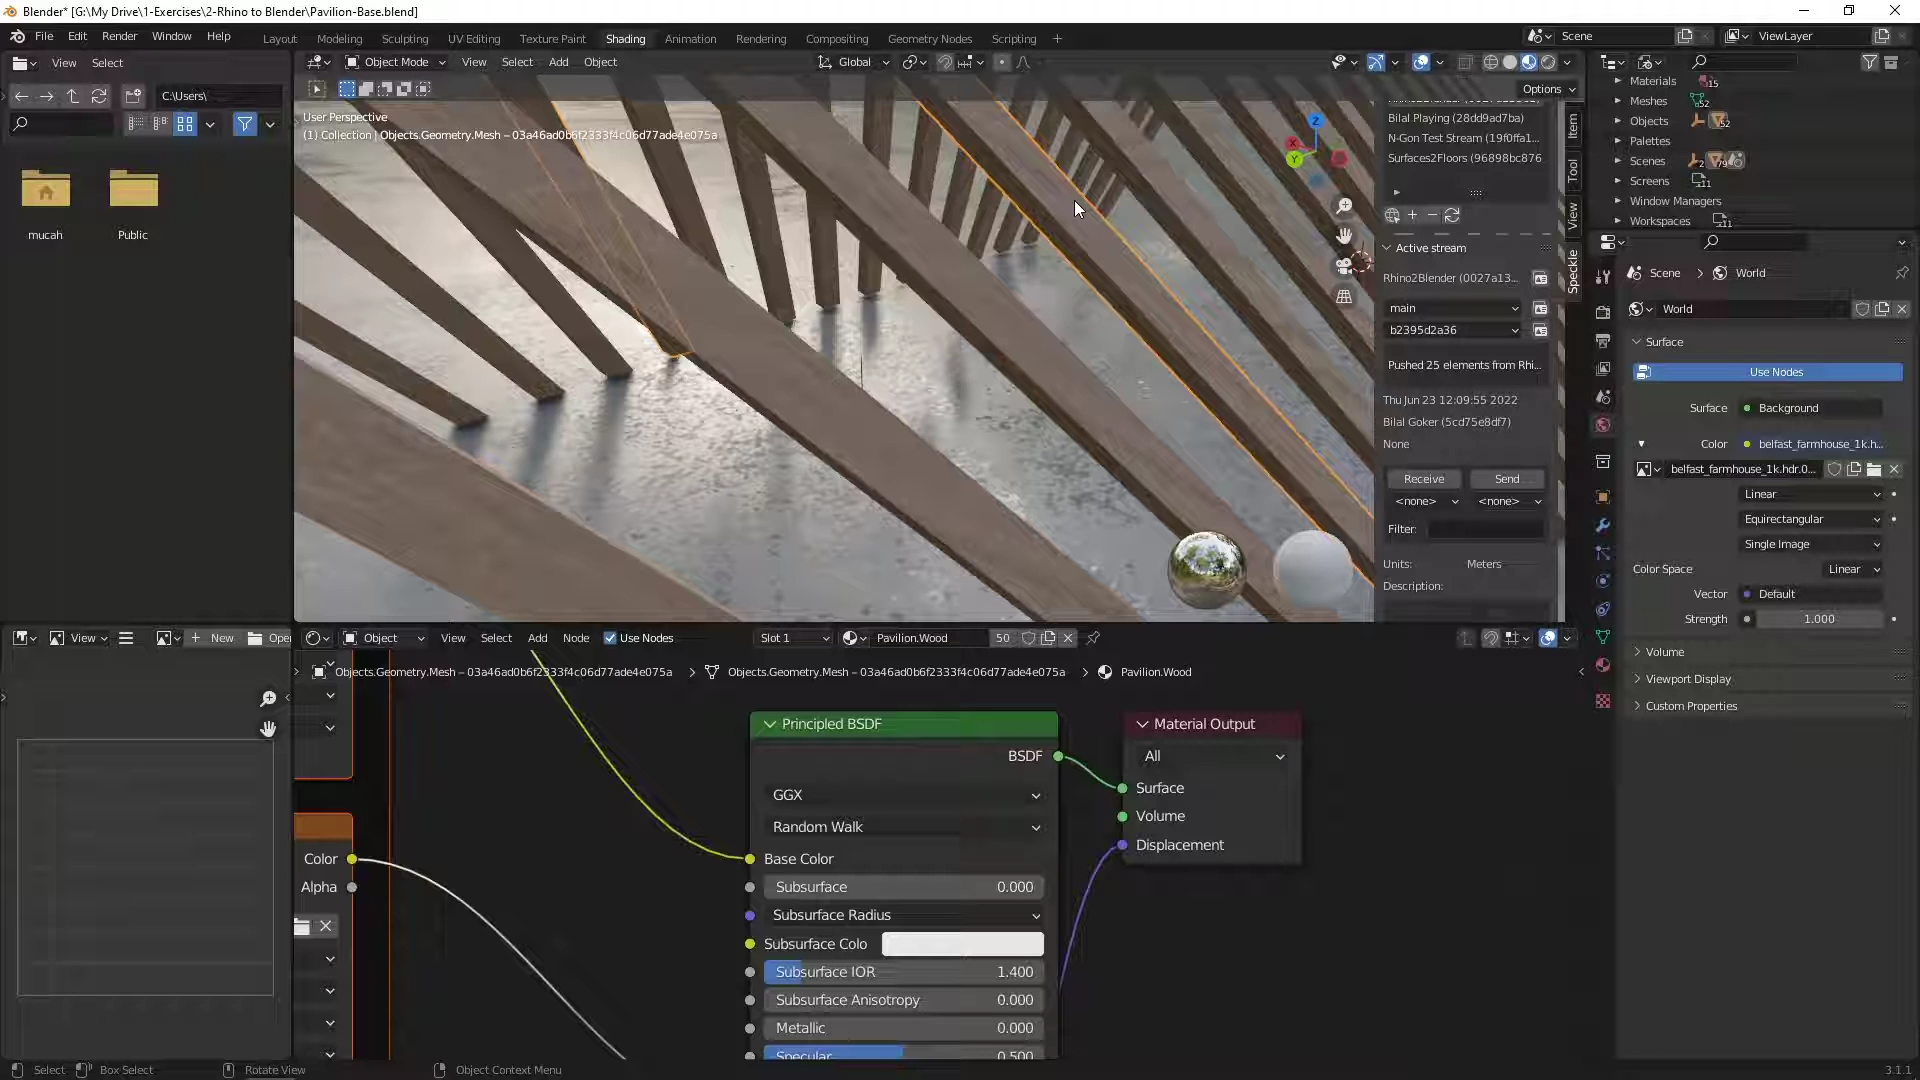 Blender* [G:\My Drive\1-Exercises\2-Rhino to Blender\Pavilion-Base.blend]
File Edit Render Window Help
Layout Modeling Sculpting UV Editing Texture Paint Shading Animation Rendering Compositing Geometry Nodes Scripting +
Scene
ViewLayer
View Select
C:\Users\
mucah
Public
Object Mode View Select Add Object
Global
Options
User Perspective
(1) Collection | Objects.Geometry.Mesh – 03a46ad0b6f2333f4c06d77ade4e075a
Z
X
Y
Bilal Playing (28dd9ad7ba)
N-Gon Test Stream (19f0ffa1...
Surfaces2Floors (96898bc876
Active stream
Rhino2Blender (0027a13...
main
b2395d2a36
Pushed 25 elements from Rhi...
Thu Jun 23 12:09:55 2022
Bilal Goker (5cd75e8df7)
None
Receive Send
<none> <none>
Filter:
Units: Meters
Description:
Item
Tool
View
Speckle
Materials 15
Meshes 52
Objects 52
Palettes
Scenes 2 79
Screens 11
Window Managers
Workspaces 11
Scene > World
World
Surface
Use Nodes
Surface Background
Color belfast_farmhouse_1k.h...
belfast_farmhouse_1k.hdr.0...
Linear
Equirectangular
Single Image
Color Space Linear
Vector Default
Strength 1.000
Volume
Viewport Display
Custom Properties
View
New Open
Object View Select Add Node Use Nodes Slot 1 Pavilion.Wood 50
Objects.Geometry.Mesh – 03a46ad0b6f2333f4c06d77ade4e075a > Objects.Geometry.Mesh – 03a46ad0b6f2333f4c06d77ade4e075a > Pavilion.Wood
Color
Alpha
Principled BSDF
BSDF
GGX
Random Walk
Base Color
Subsurface 0.000
Subsurface Radius
Subsurface Colo
Subsurface IOR 1.400
Subsurface Anisotropy 0.000
Metallic 0.000
Specular 0.500
Material Output
All
Surface
Volume
Displacement
Select Box Select Rotate View Object Context Menu
3.1.1